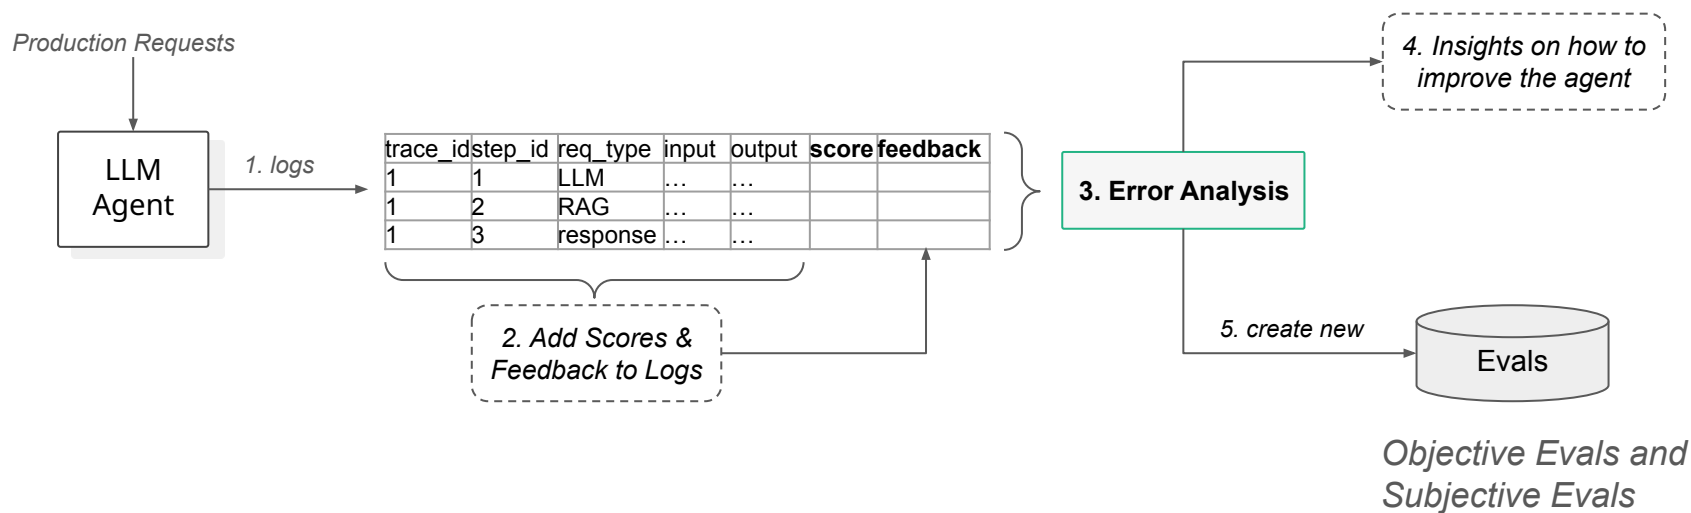 Production Requests
LLM
Agent
1. logs
trace_id step_id req_type input output score feedback
1 1 LLM … …
1 2 RAG … …
1 3 response … …
2. Add Scores &
Feedback to Logs
3. Error Analysis
4. Insights on how to
improve the agent
5. create new
Evals
Objective Evals and
Subjective Evals